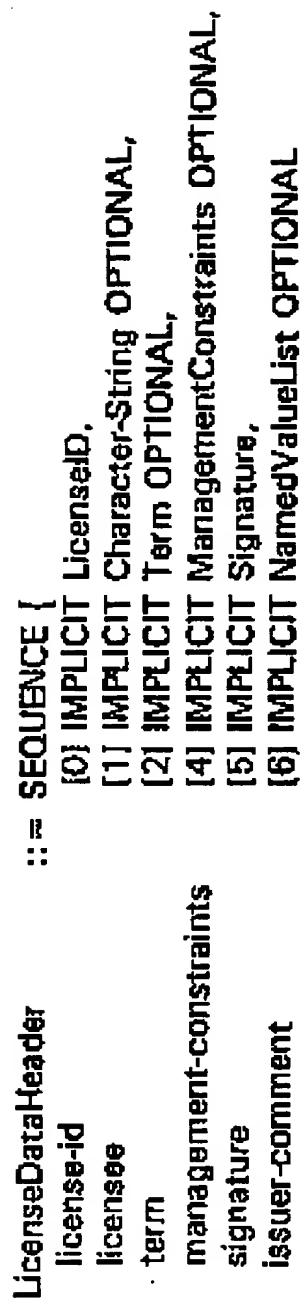 LicenseDataHeader ::= SEQUENCE {
license-id [0] IMPLICIT LicenseID,
licensee [1] IMPLICIT Character-String OPTIONAL,
term [2] IMPLICIT Term OPTIONAL,
management-constraints [4] IMPLICIT ManagementConstraints OPTIONAL,
signature [5] IMPLICIT Signature,
issuer-comment [6] IMPLICIT NamedValueList OPTIONAL